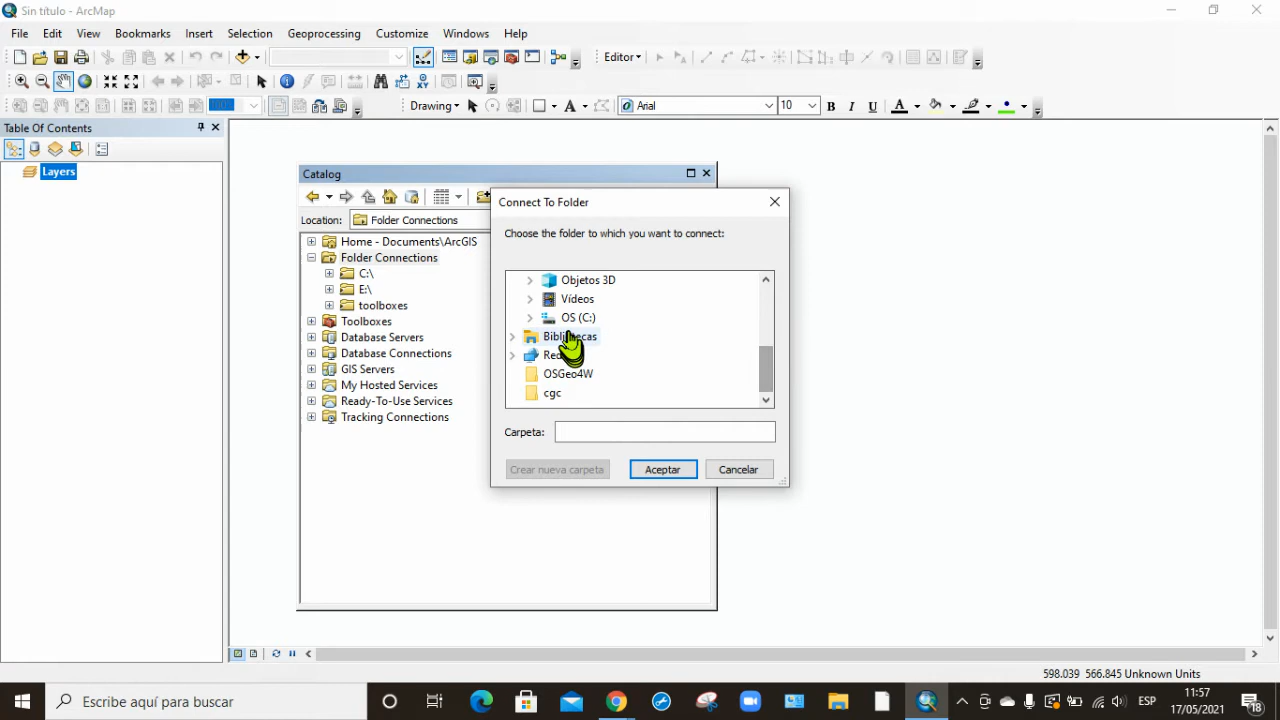 Sin título - ArcMap
File Edit View Bookmarks Insert Selection Geoprocessing Customize Windows Help
Editor
Drawing Arial 10 B I U A
Table Of Contents
Layers
Catalog
Location: Folder Connections
Home - Documents\ArcGIS
Folder Connections
C:\
E:\
toolboxes
Toolboxes
Database Servers
Database Connections
GIS Servers
My Hosted Services
Ready-To-Use Services
Tracking Connections
Connect To Folder
Choose the folder to which you want to connect:
Objetos 3D
Vídeos
OS (C:)
OSGeo4W
cgc
Carpeta:
Crear nueva carpeta Aceptar Cancelar
598.039 566.845 Unknown Units
Escribe aquí para buscar
ESP
11:57
17/05/2021
18